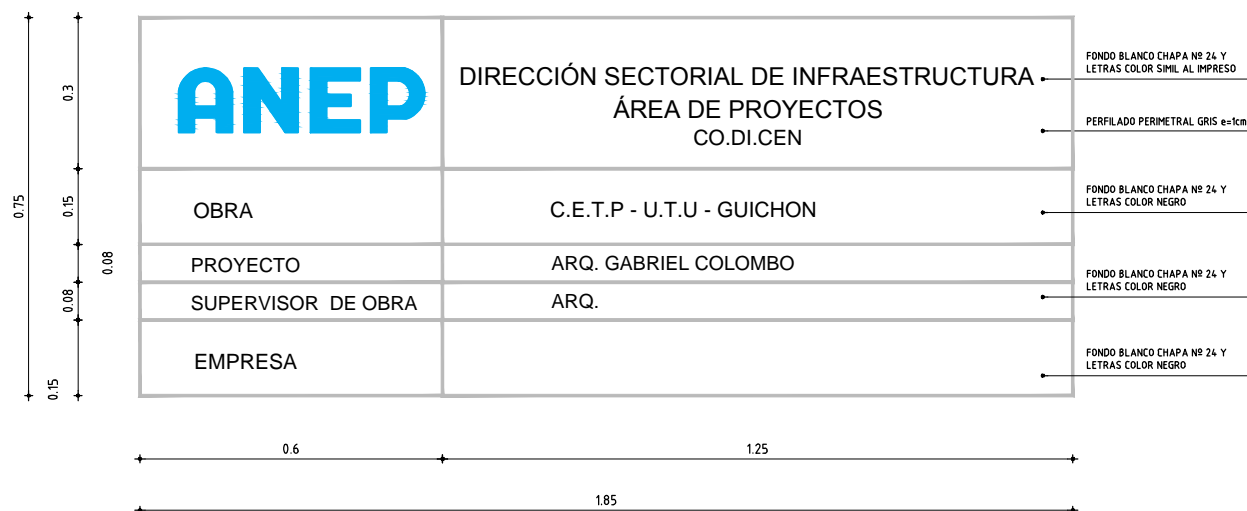 ANEP
DIRECCIÓN SECTORIAL DE INFRAESTRUCTURA
ÁREA DE PROYECTOS
CO.DI.CEN
OBRA
C.E.T.P - U.T.U - GUICHON
PROYECTO
ARQ. GABRIEL COLOMBO
SUPERVISOR DE OBRA
ARQ.
EMPRESA
FONDO BLANCO CHAPA Nº 24 Y
LETRAS COLOR SIMIL AL IMPRESO
PERFILADO PERIMETRAL GRIS e=1cm
FONDO BLANCO CHAPA Nº 24 Y
LETRAS COLOR NEGRO
FONDO BLANCO CHAPA Nº 24 Y
LETRAS COLOR NEGRO
FONDO BLANCO CHAPA Nº 24 Y
LETRAS COLOR NEGRO
0.75
0.3
0.15
0.08
0.08
0.15
0.6
1.25
1.85